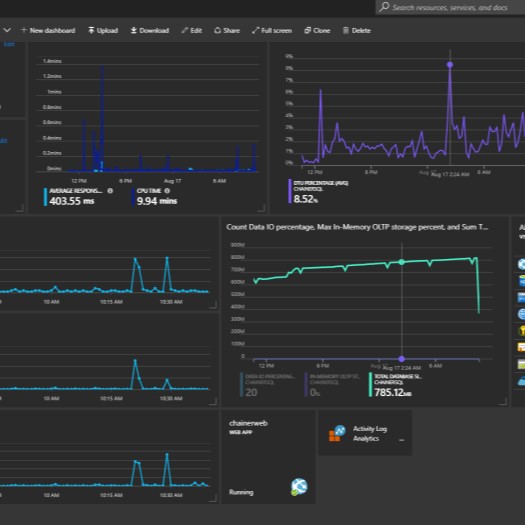 Search resources, services, and docs
+ New dashboard Upload Download Edit Share Full screen Clone Delete
Edit
1.4mins
1.2mins
1mins
0.8mins
0.6mins
0.4mins
0.2mins
0mins
12 PM 6 PM Aug 17 6 AM
AVERAGE RESPONS...
403.55 ms
CPU TIME
9.94 mins
9%
8%
7%
6%
5%
4%
3%
2%
1%
0%
12 PM 6 PM Aug 17 2:24 AM 6 AM
DTU PERCENTAGE (AVG)
CHAINERSQL
8.52%
10 AM 10:15 AM 10:30 AM
10 AM 10:15 AM 10:30 AM
10 AM 10:15 AM 10:30 AM
Count Data IO percentage, Max In-Memory OLTP storage percent, and Sum T...
900M
800M
700M
600M
500M
400M
300M
200M
100M
0
12 PM 6 PM Aug 17 2:24 AM 6 AM
DATA IO PERCENTAG...
CHAINERSQL
20
IN-MEMORY OLTP ST...
CHAINERSQL
0%
TOTAL DATABASE SI...
CHAINERSQL
785.12MB
chainerweb
WEB APP
Running
Activity Log
Analytics
...